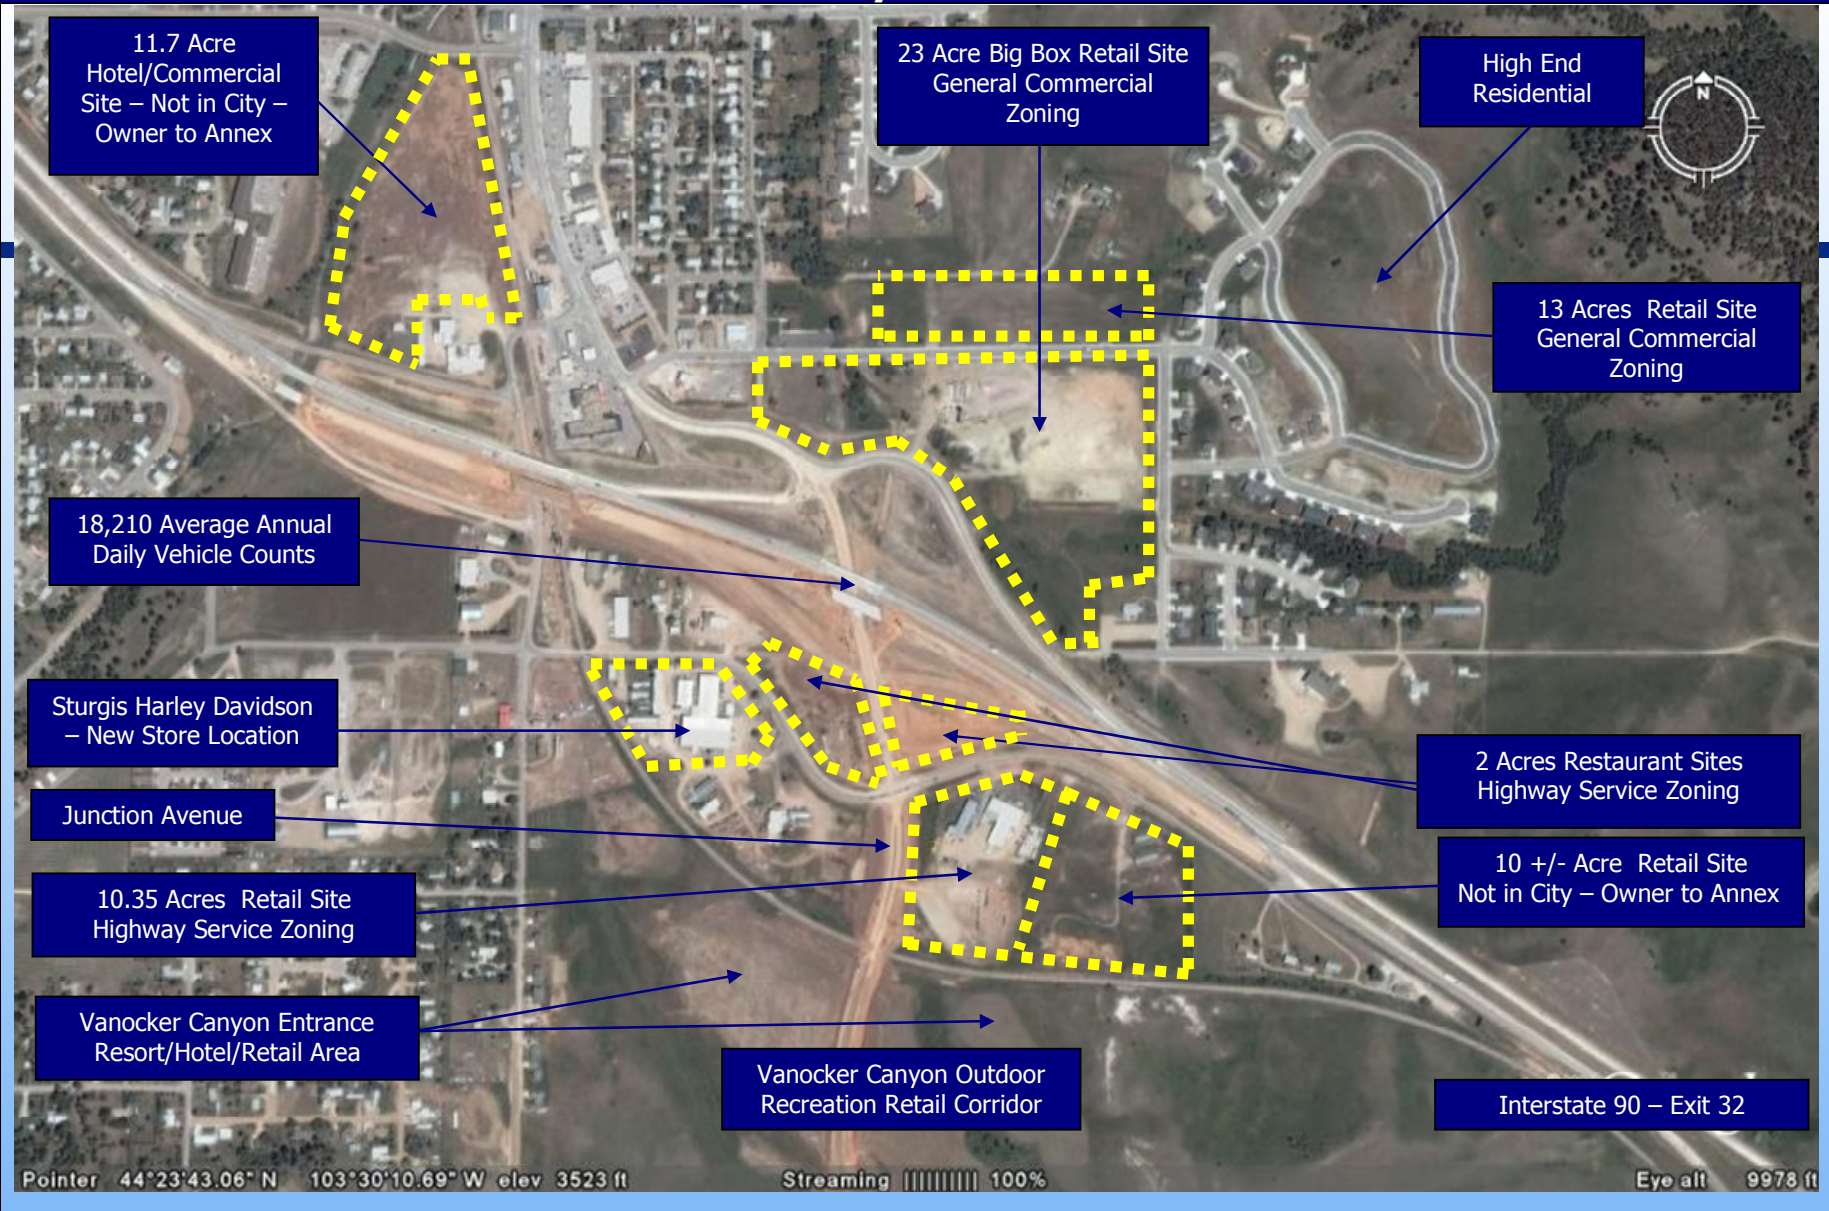 11.7 Acre
Hotel/Commercial
Site – Not in City –
Owner to Annex
23 Acre Big Box Retail Site
General Commercial
Zoning
High End
Residential
N
13 Acres  Retail Site
General Commercial
Zoning
18,210 Average Annual
Daily Vehicle Counts
Sturgis Harley Davidson
– New Store Location
2 Acres Restaurant Sites
Highway Service Zoning
Junction Avenue
10 +/- Acre  Retail Site
Not in City – Owner to Annex
10.35 Acres  Retail Site
Highway Service Zoning
Vanocker Canyon Entrance
Resort/Hotel/Retail Area
Vanocker Canyon Outdoor
Recreation Retail Corridor
Interstate 90 – Exit 32
Pointer 44°23'43.06" N 103°30'10.69" W elev 3523 ft Streaming ||||||||| 100% Eye alt 9978 ft